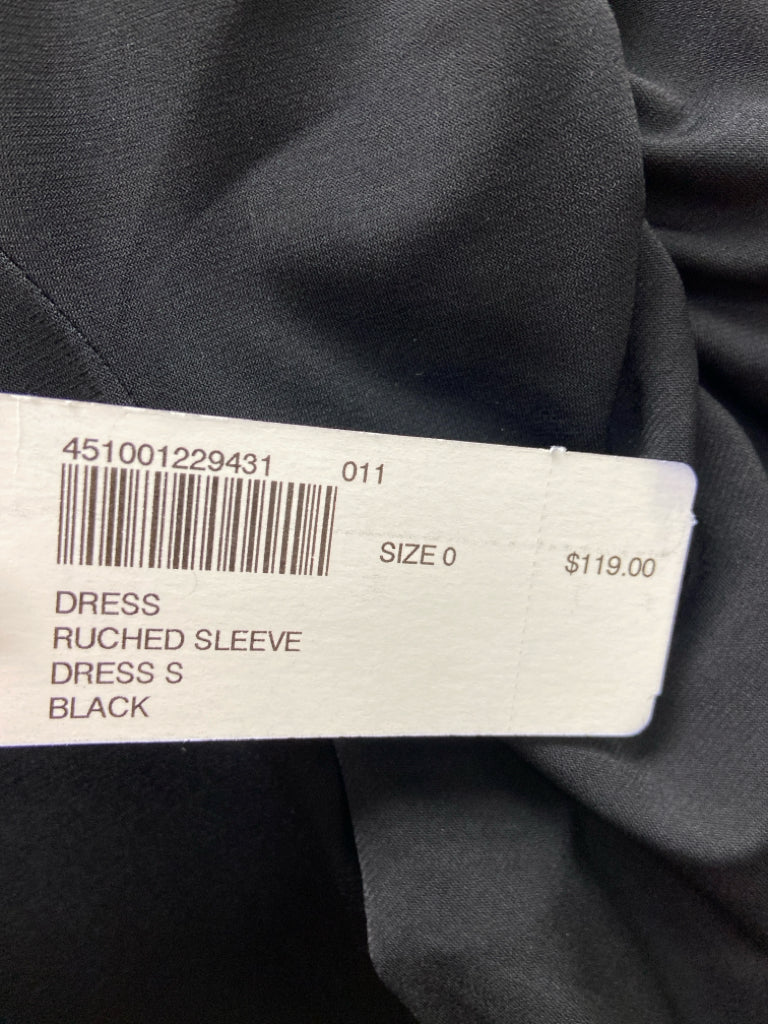 451001229431 011
SIZE 0 $119.00
DRESS
RUCHED SLEEVE
DRESS S
BLACK